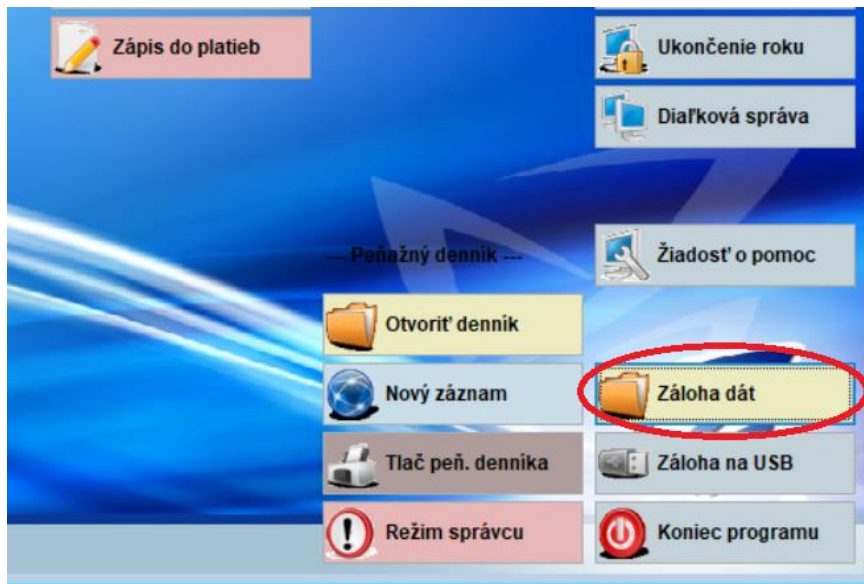 Zápis do platieb
Ukončenie roku
Diaľková správa
--- Peňažný denník ---
Žiadosť o pomoc
Otvoriť denník
Nový záznam
Záloha dát
Tlač peň. denníka
Záloha na USB
Režim správcu
Koniec programu